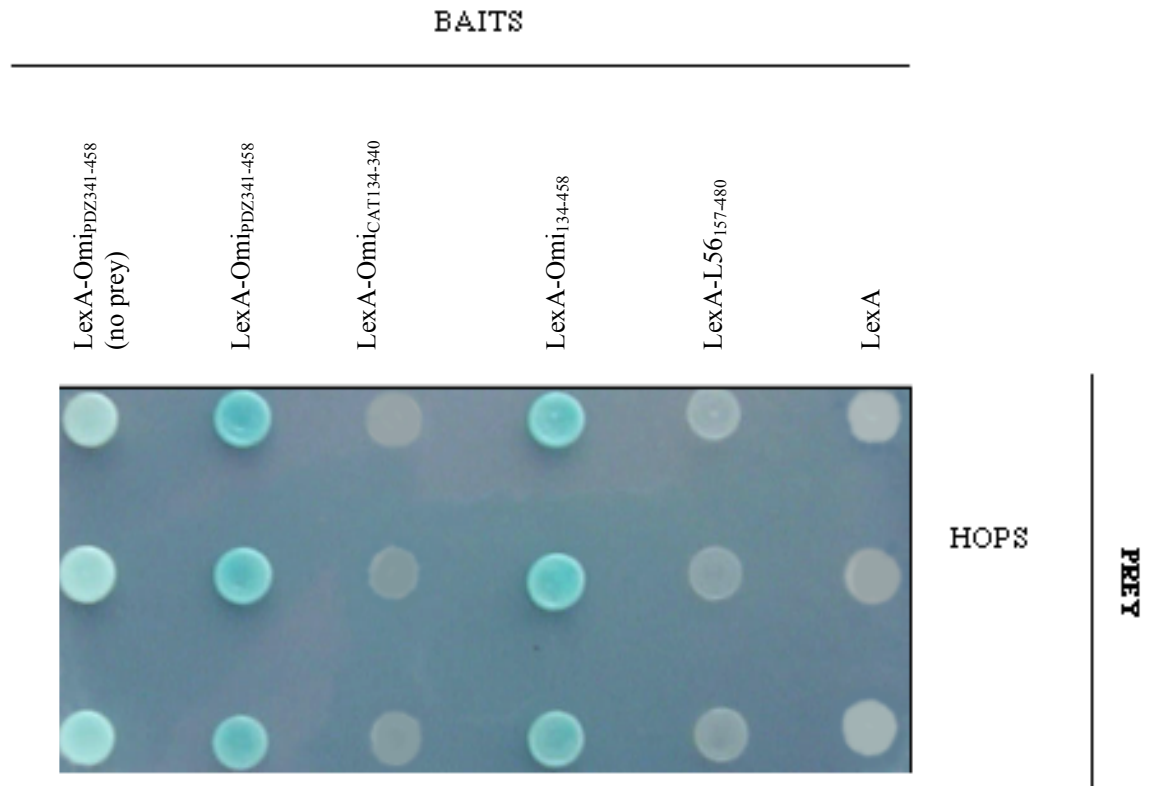 BAITS
LexA-OmiPDZ341-458
(no prey)
LexA-OmiPDZ341-458
LexA-OmiCAT134-340
LexA-Omi134-458
LexA-L56157-480
LexA
HOPS
PREY